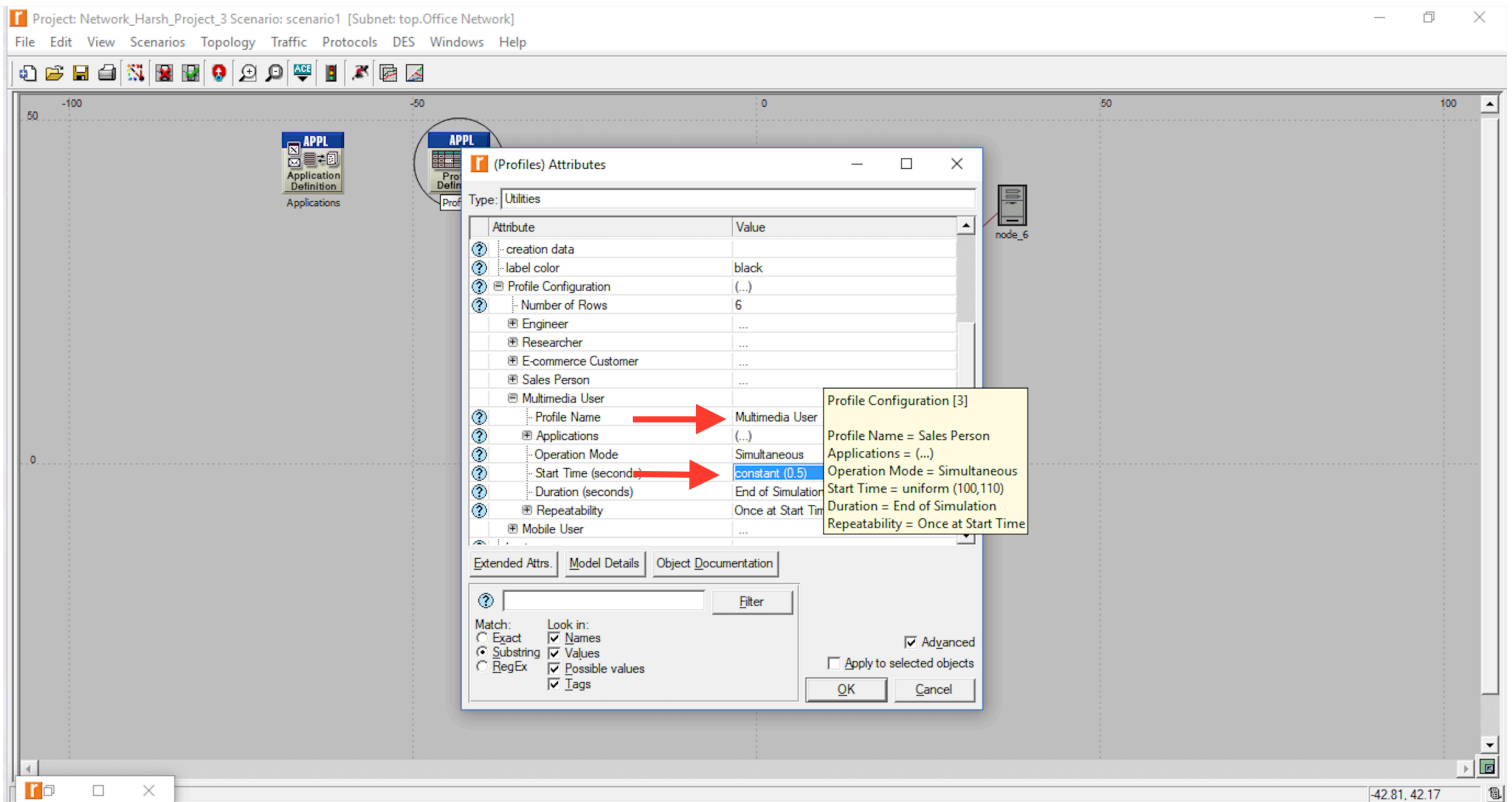 Project: Network_Harsh_Project_3 Scenario: scenario1 [Subnet: top.Office Network]
File Edit View Scenarios Topology Traffic Protocols DES Windows Help
ACE
-100 -50 0 50 100
50
0
APPL
Application
Definition
Applications
APPL
Pro
Defin
Prof
node_6
(Profiles) Attributes
Type: Utilities
Attribute Value
creation data
label color black
Profile Configuration (...)
Number of Rows 6
Engineer ...
Researcher ...
E-commerce Customer ...
Sales Person ...
Multimedia User
Profile Name Multimedia User
Applications (...)
Operation Mode Simultaneous
Start Time (seconds) constant (0.5)
Duration (seconds) End of Simulation
Repeatability Once at Start Tim
Mobile User ...
Profile Configuration [3]
Profile Name = Sales Person
Applications = (...)
Operation Mode = Simultaneous
Start Time = uniform (100,110)
Duration = End of Simulation
Repeatability = Once at Start Time
Extended Attrs. Model Details Object Documentation
Filter
Match: Look in:
Exact Names
Substring Values
RegEx Possible values
Tags
Advanced
Apply to selected objects
OK Cancel
-42.81, 42.17